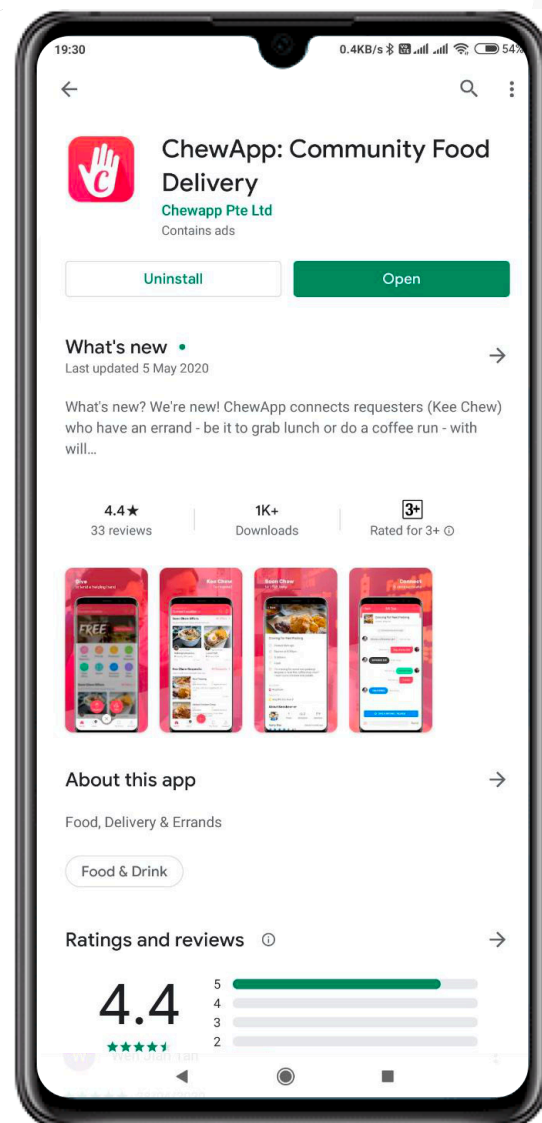 19:30
0.4KB/s 54%
ChewApp: Community Food
Delivery
Chewapp Pte Ltd
Contains ads
Uninstall
Open
What's new •
Last updated 5 May 2020
What's new? We're new! ChewApp connects requesters (Kee Chew)
who have an errand - be it to grab lunch or do a coffee run - with
will...
4.4★
1K+
3+
33 reviews
Downloads
Rated for 3+
Give
Kee Chew
Connect
FREE
About this app
Food, Delivery & Errands
Food & Drink
Ratings and reviews
4.4
5
4
3
2